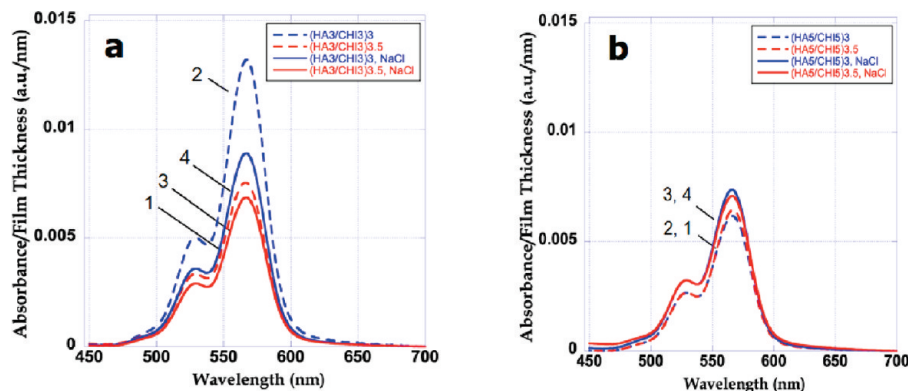 a
(HA3/CHI3)3
(HA3/CHI3)3.5
(HA3/CHI3)3, NaCl
(HA3/CHI3)3.5, NaCl
2
4
3
1
0.015
0.01
0.005
0
Absorbance/Film Thickness (a.u./nm)
450 500 550 600 650 700
Wavelength (nm)
b
(HA5/CHI5)3
(HA5/CHI5)3.5
(HA5/CHI5)3, NaCl
(HA5/CHI5)3.5, NaCl
3, 4
2, 1
0.015
0.01
0.005
0
Absorbance/Film Thickness (a.u./nm)
450 500 550 600 650 700
Wavelength (nm)